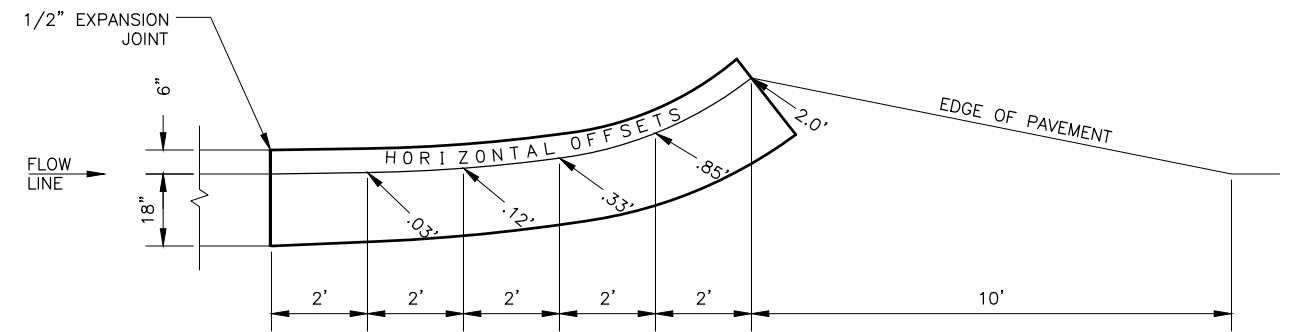 1/2" EXPANSION
JOINT
6"
FLOW
LINE
18"
HORIZONTAL OFFSETS
.03'
.12'
.33'
.85'
2.0'
EDGE OF PAVEMENT
2'
2'
2'
2'
2'
10'